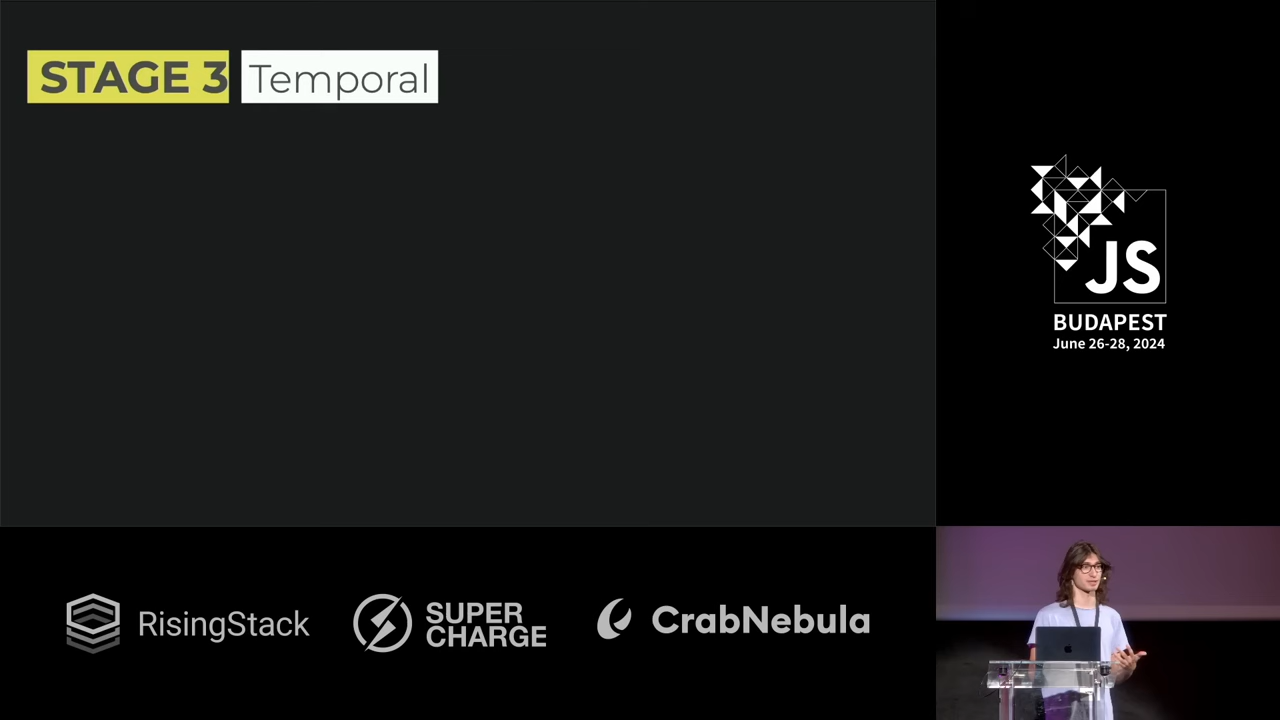 STAGE 3 Temporal
JS
BUDAPEST
June 26-28, 2024
RisingStack
SUPER
CHARGE
CrabNebula